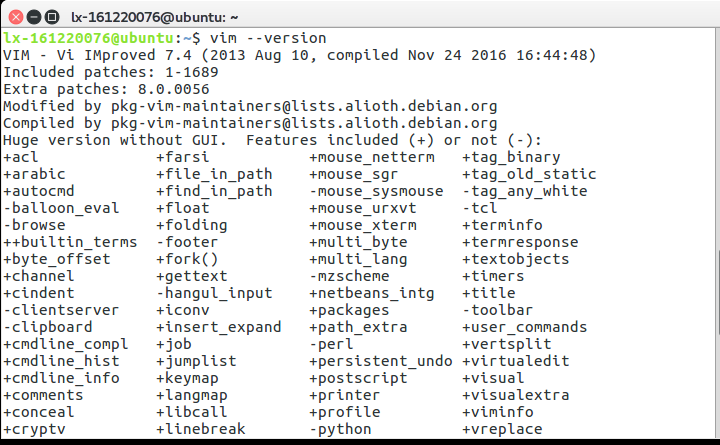 lx-161220076@ubuntu: ~
lx-161220076@ubuntu:~$ vim --version
VIM - Vi IMproved 7.4 (2013 Aug 10, compiled Nov 24 2016 16:44:48)
Included patches: 1-1689
Extra patches: 8.0.0056
Modified by pkg-vim-maintainers@lists.alioth.debian.org
Compiled by pkg-vim-maintainers@lists.alioth.debian.org
Huge version without GUI.  Features included (+) or not (-):
+acl             +farsi           +mouse_netterm   +tag_binary
+arabic          +file_in_path    +mouse_sgr       +tag_old_static
+autocmd         +find_in_path    -mouse_sysmouse  -tag_any_white
-balloon_eval    +float           +mouse_urxvt     -tcl
-browse          +folding         +mouse_xterm     +terminfo
++builtin_terms  -footer          +multi_byte      +termresponse
+byte_offset     +fork()          +multi_lang      +textobjects
+channel         +gettext         -mzscheme        +timers
+cindent         -hangul_input    +netbeans_intg   +title
-clientserver    +iconv           +packages        -toolbar
-clipboard       +insert_expand   +path_extra      +user_commands
+cmdline_compl   +job             -perl            +vertsplit
+cmdline_hist    +jumplist        +persistent_undo +virtualedit
+cmdline_info    +keymap          +postscript      +visual
+comments        +langmap         +printer         +visualextra
+conceal         +libcall         +profile         +viminfo
+cryptv          +linebreak       -python          +vreplace